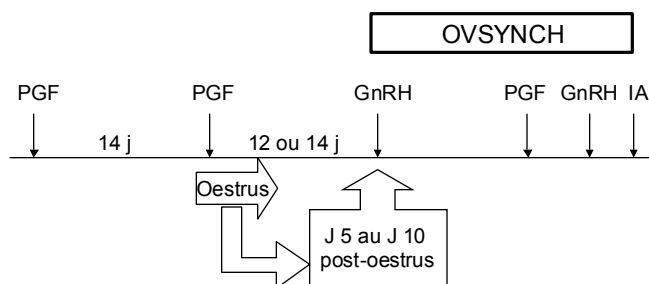 OVSYNCH
PGF PGF GnRH PGF GnRH IA
14 j 12 ou 14 j
Oestrus
J 5 au J 10
post-oestrus